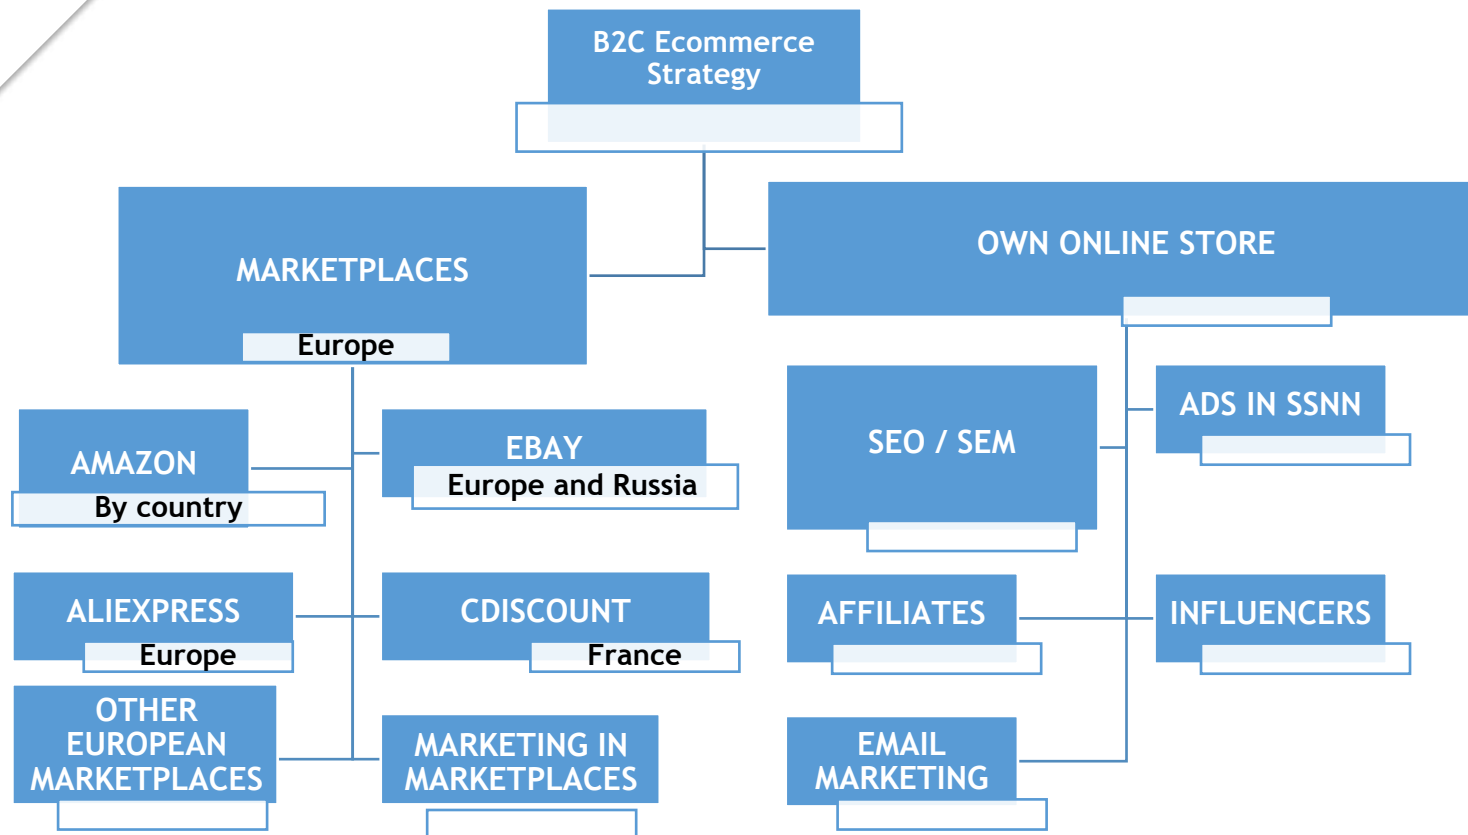 B2C Ecommerce
Strategy
MARKETPLACES
Europe
OWN ONLINE STORE
AMAZON
By country
EBAY
Europe and Russia
ALIEXPRESS
Europe
CDISCOUNT
France
OTHER
EUROPEAN
MARKETPLACES
MARKETING IN
MARKETPLACES
SEO / SEM
ADS IN SSNN
AFFILIATES
INFLUENCERS
EMAIL
MARKETING